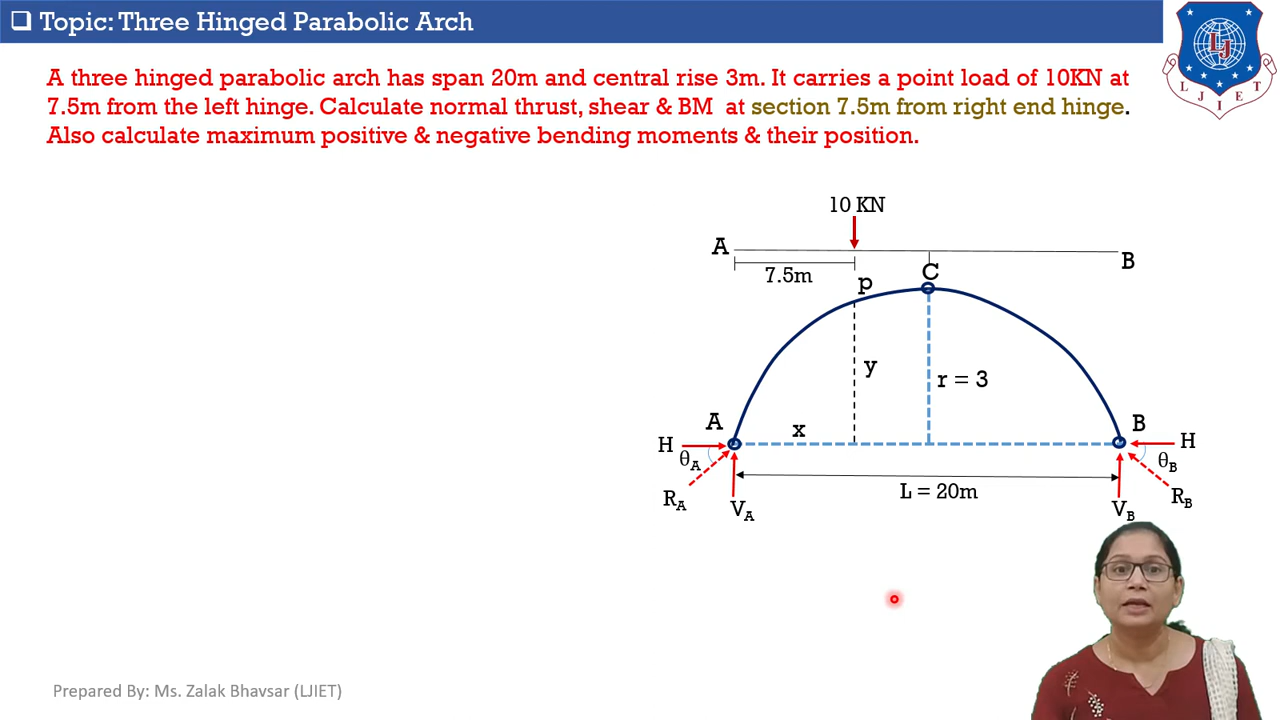 ❑ Topic: Three Hinged Parabolic Arch
A three hinged parabolic arch has span 20m and central rise 3m. It carries a point load of 10KN at
7.5m from the left hinge. Calculate normal thrust, shear & BM at section 7.5m from right end hinge.
Also calculate maximum positive & negative bending moments & their position.
LJ
L J I E T
10 KN
A
B
7.5m
C
p
y
r = 3
A
x
B
H
H
θA
θB
RA
L = 20m
RB
VA
VB
Prepared By: Ms. Zalak Bhavsar (LJIET)